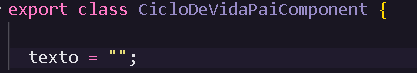 export class CicloDeVidaPaiComponent {
texto = "";